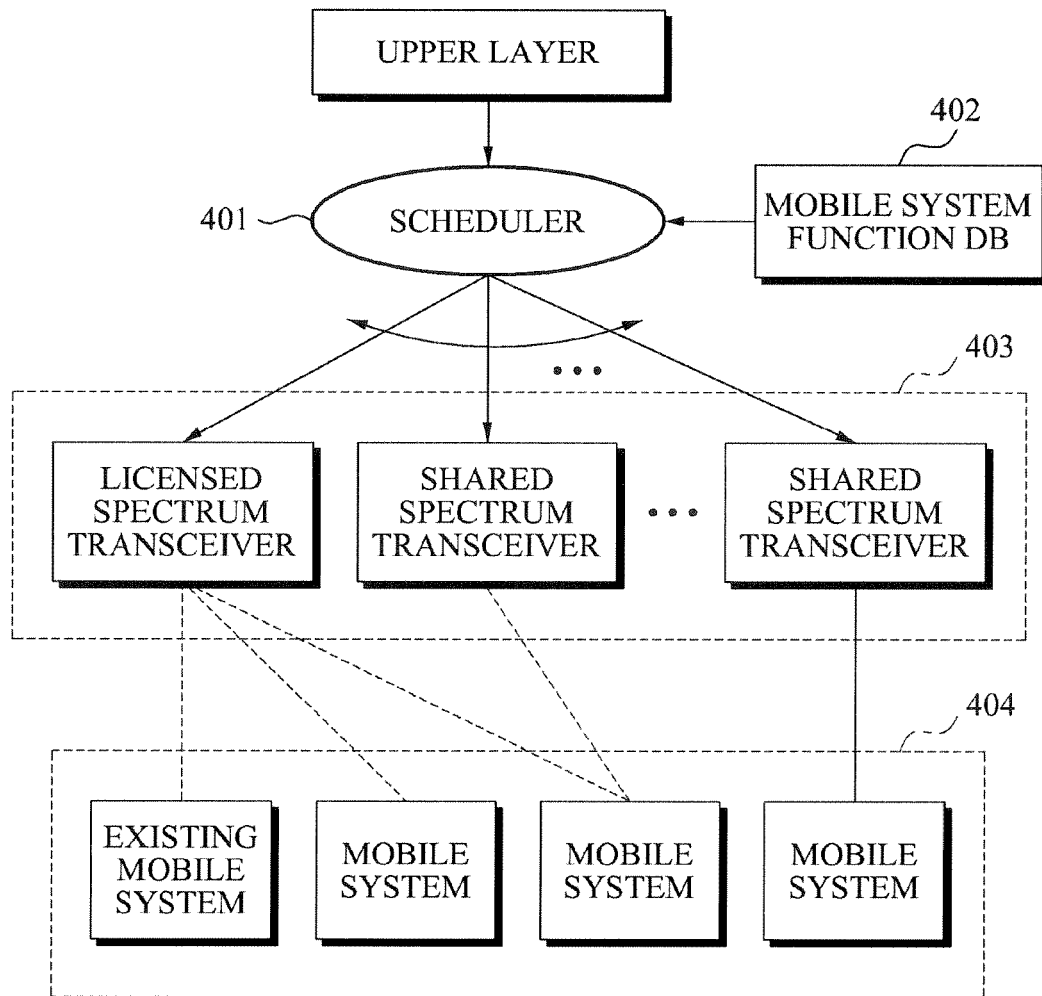 UPPER LAYER
402
401
SCHEDULER
MOBILE SYSTEM
FUNCTION DB
403
LICENSED
SPECTRUM
TRANSCEIVER
SHARED
SPECTRUM
TRANSCEIVER
SHARED
SPECTRUM
TRANSCEIVER
404
EXISTING
MOBILE
SYSTEM
MOBILE
SYSTEM
MOBILE
SYSTEM
MOBILE
SYSTEM